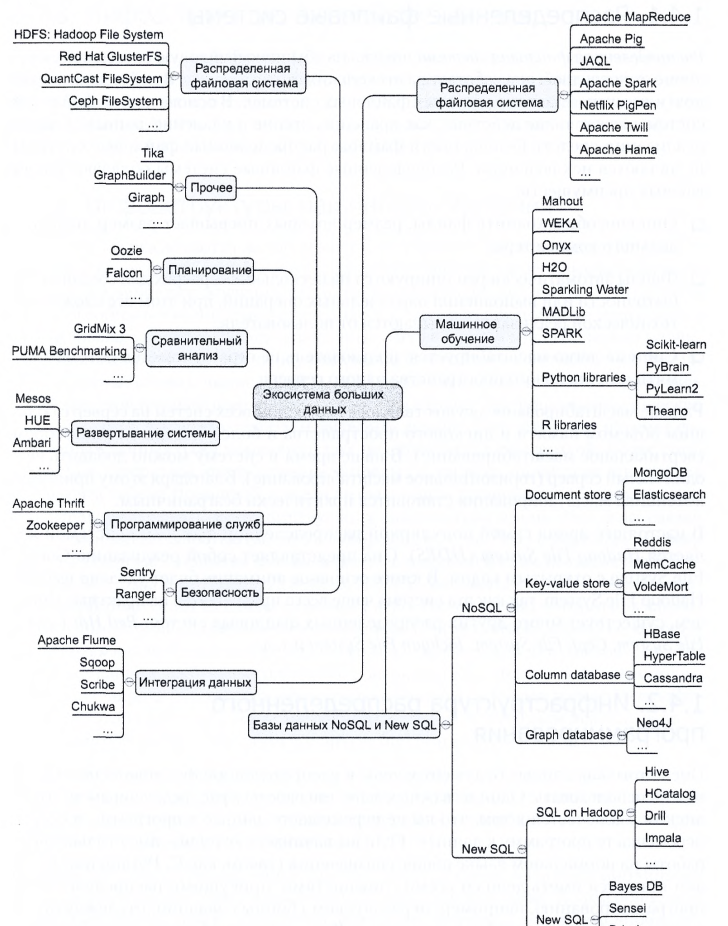 HDFS: Hadoop File System
Red Hat GlusterFS
QuantCast FileSystem
Ceph FileSystem
...
Распределенная
файловая система
Tika
GraphBuilder
Giraph
...
Прочее
Oozie
Falcon
...
Планирование
GridMix 3
PUMA Benchmarking
...
Сравнительный
анализ
Mesos
HUE
Ambari
...
Развертывание системы
Apache Thrift
Zookeeper
...
Программирование служб
Sentry
Ranger
...
Безопасность
Apache Flume
Sqoop
Scribe
Chukwa
...
Интеграция данных
Экосистема больших
данных
Распределенная
файловая система
Apache MapReduce
Apache Pig
JAQL
Apache Spark
Netflix PigPen
Apache Twill
Apache Hama
...
Машинное
обучение
Mahout
WEKA
Onyx
H2O
Sparkling Water
MADLib
SPARK
Python libraries
Scikit-learn
PyBrain
PyLearn2
Theano
...
R libraries
...
Базы данных NoSQL и New SQL
NoSQL
Document store
MongoDB
Elasticsearch
...
Key-value store
Reddis
MemCache
VoldeMort
...
Column database
HBase
HyperTable
Cassandra
...
Graph database
Neo4J
...
New SQL
SQL on Hadoop
Hive
HCatalog
Drill
Impala
...
New SQL
Bayes DB
Sensei